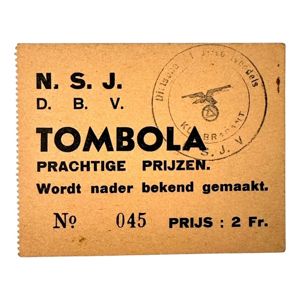 N. S. J.
D. B. V.
TOMBOLA
PRACHTIGE PRIJZEN.
Wordt nader bekend gemaakt.
No 045 PRIJS : 2 Fr.